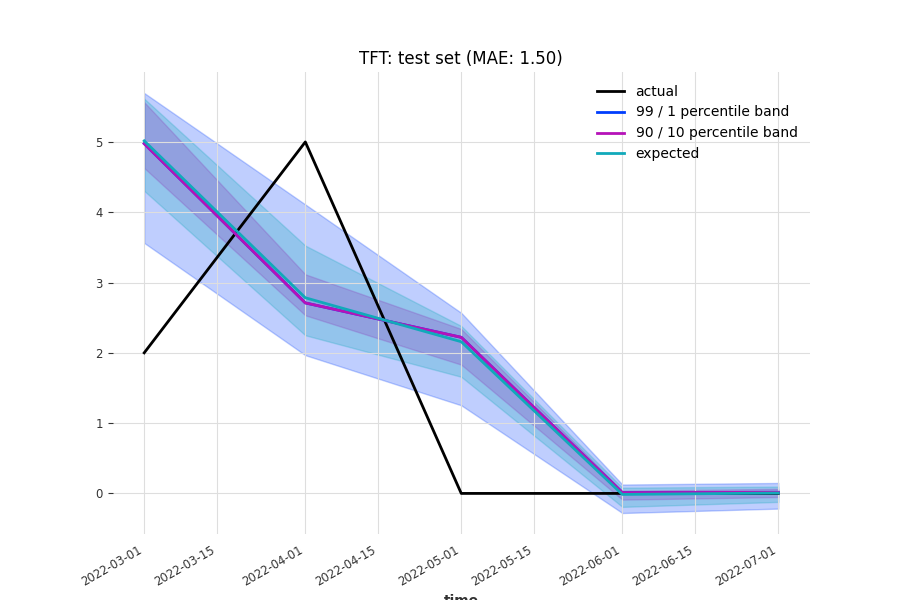 TFT: test set (MAE: 1.50)
actual
99 / 1 percentile band
90 / 10 percentile band
expected
5
4
3
2
1
0
2022-03-01
2022-03-15
2022-04-01
2022-04-15
2022-05-01
2022-05-15
2022-06-01
2022-06-15
2022-07-01
time